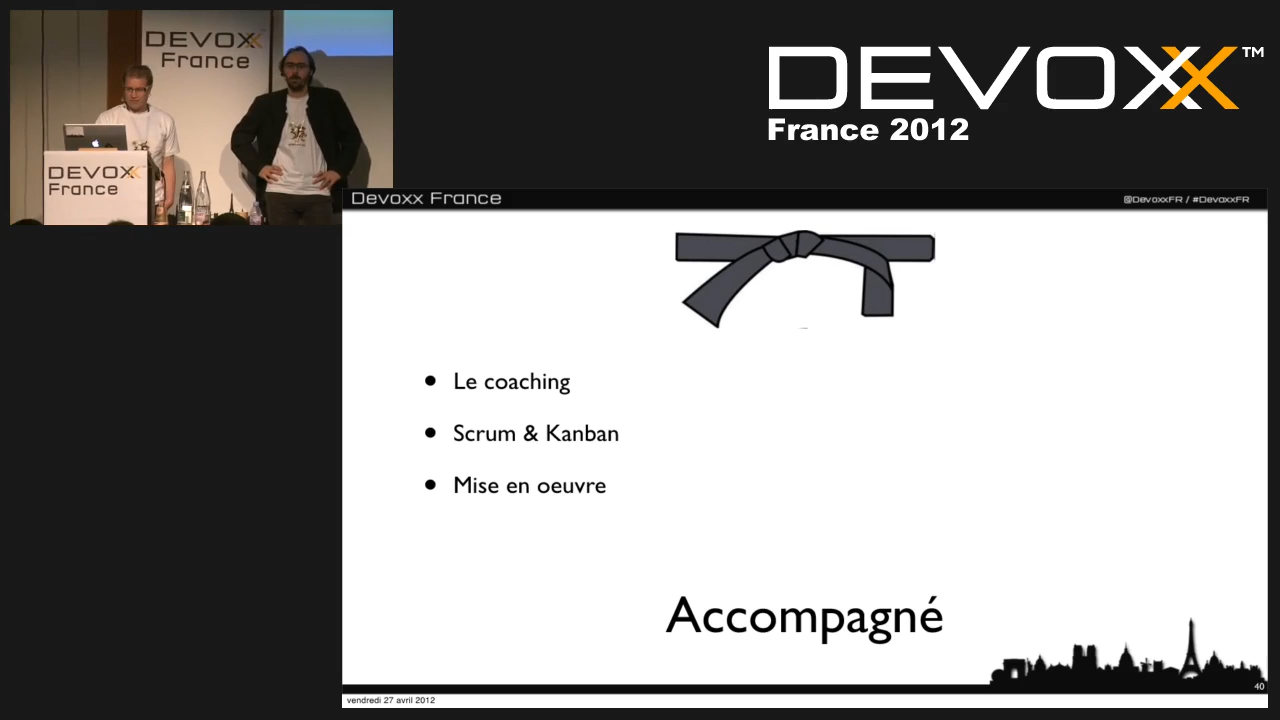 DEVOXX
France
DEVOXX
France
DEVOXX™
France 2012
Devoxx France
@DevoxxFR / #DevoxxFR
• Le coaching
• Scrum & Kanban
• Mise en oeuvre
Accompagné
40
vendredi 27 avril 2012